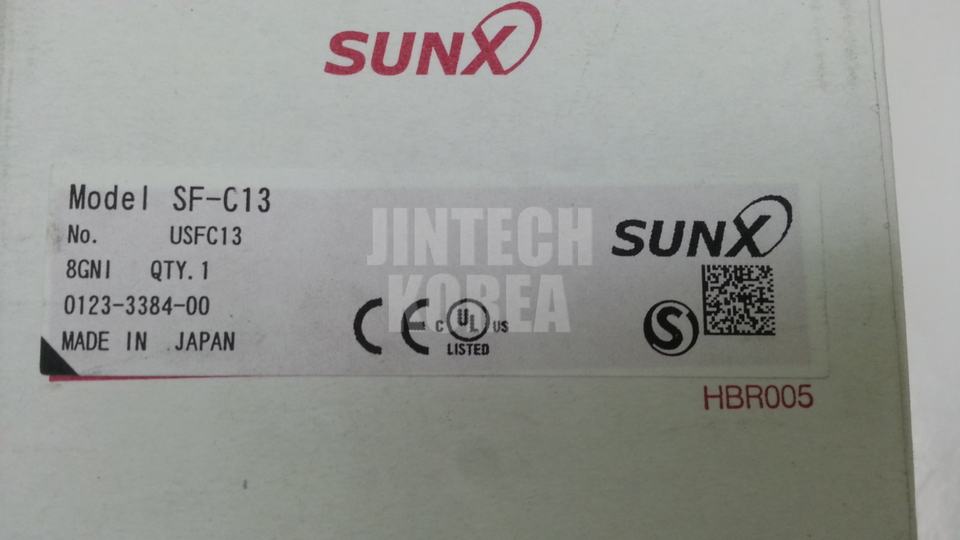 SUNX
Model SF-C13
No. USFC13
8GNI QTY.1
0123-3384-00
MADE IN JAPAN
JINTECH
KOREA
SUNX
CE
C UL US
LISTED
S
HBR005